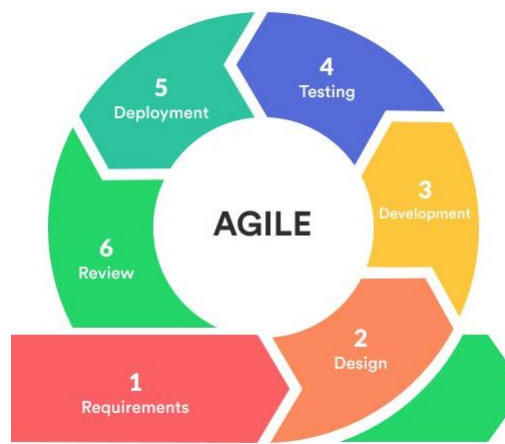 5
Deployment
4
Testing
3
Development
AGILE
6
Review
2
Design
1
Requirements